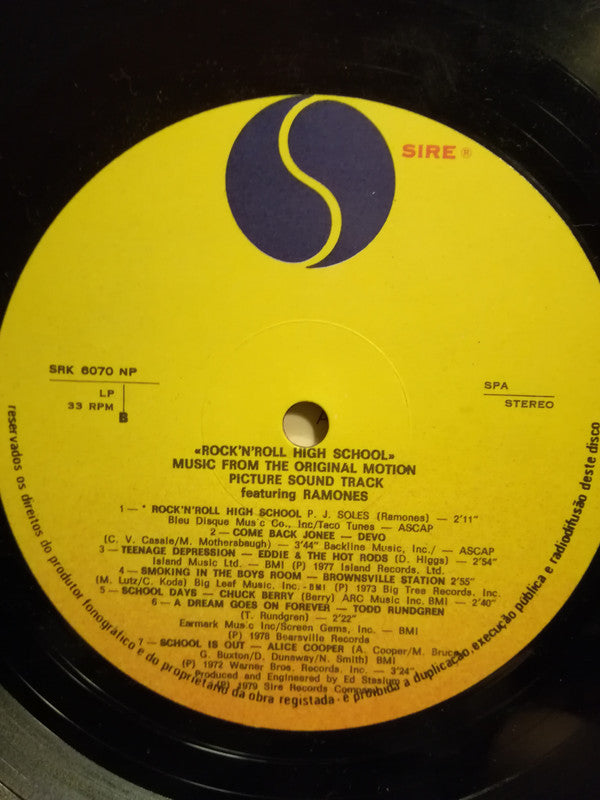 SIRE ®
SRK 6070 NP
LP
33 RPM
B
SPA
STEREO
«ROCK'N'ROLL HIGH SCHOOL»
MUSIC FROM THE ORIGINAL MOTION
PICTURE SOUND TRACK
featuring RAMONES
1 — * ROCK'N'ROLL HIGH SCHOOL P. J. SOLES (Ramones) — 2'11"
Bleu Disque Music Co., Inc/Taco Tunes — ASCAP
2 — COME BACK JONEE — DEVO
(C. V. Casale/M. Mothersbaugh) — 3'44" Backline Music, Inc./ — ASCAP
3 — TEENAGE DEPRESSION — EDDIE & THE HOT RODS (D. Higgs) — 2'54"
Island Music Ltd. — BMI (P) 1977 Island Records. Ltd.
4 — SMOKING IN THE BOYS ROOM — BROWNSVILLE STATION 2'55"
(M. Lutz/C. Koda) Big Leaf Music. Inc. - BMI (P) 1973 Big Tree Records. Inc.
5 — SCHOOL DAYS — CHUCK BERRY (Berry) ARC Music Inc. BMI — 2'40"
6 — A DREAM GOES ON FOREVER — TODD RUNDGREN
(T. Rundgren) — 2'22"
Earmark Music Inc/Screen Gems, Inc. — BMI
(P) 1978 Bearsville Records
7 — SCHOOL IS OUT — ALICE COOPER (A. Cooper/M. Bruce
G. Buxton/D. Dunaway/N. Smith) BMI
(P) 1972 Warner Bros. Records Inc. — 3'24"
Produced and Engineered by Ed Stasium
(P) 1979 Sire Records Company
reservados os direitos do produtor fonográfico e do proprietário da obra registada - é proibida a duplicação, execução pública e radiodifusão deste disco